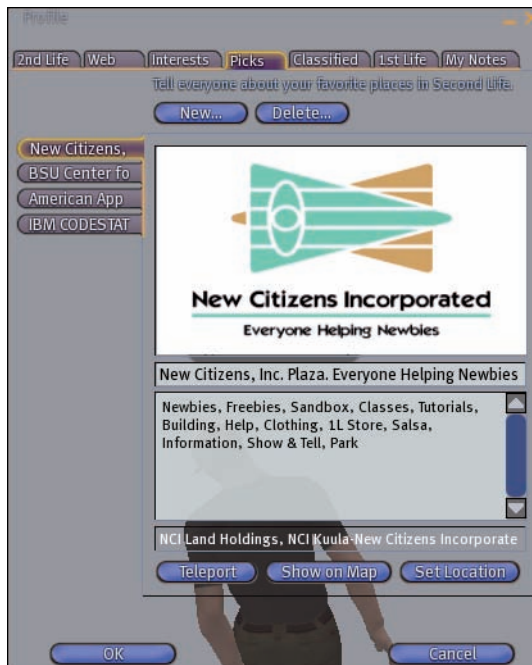 Profile
2nd Life Web Interests Picks Classified 1st Life My Notes
Tell everyone about your favorite places in Second Life.
New... Delete...
New Citizens,
BSU Center fo
American App
IBM CODESTAT
New Citizens Incorporated
Everyone Helping Newbies
New Citizens, Inc. Plaza. Everyone Helping Newbies
Newbies, Freebies, Sandbox, Classes, Tutorials,
Building, Help, Clothing, 1L Store, Salsa,
Information, Show & Tell, Park
NCI Land Holdings, NCI Kuula-New Citizens Incorporate
Teleport Show on Map Set Location
OK Cancel